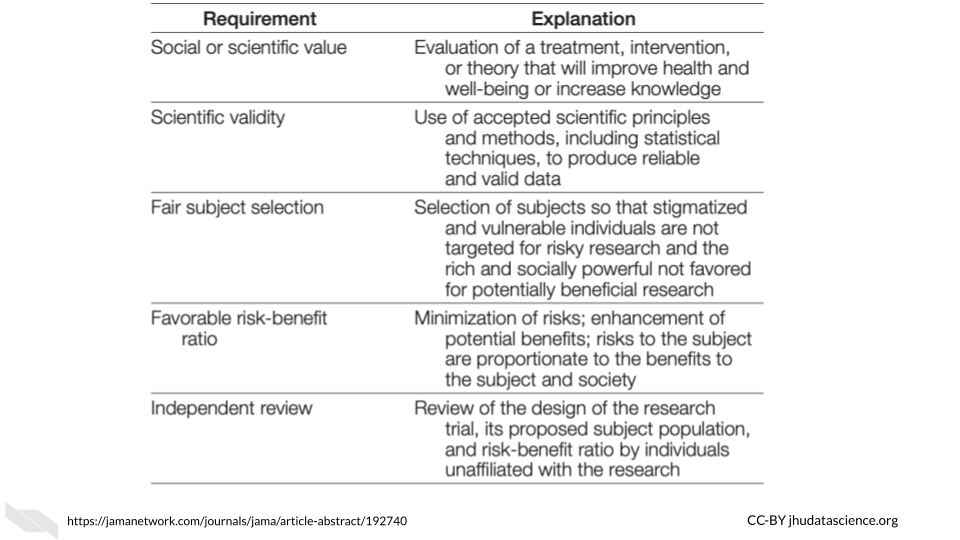 Requirement Explanation
Social or scientific value Evaluation of a treatment, intervention,
or theory that will improve health and
well-being or increase knowledge
Scientific validity Use of accepted scientific principles
and methods, including statistical
techniques, to produce reliable
and valid data
Fair subject selection Selection of subjects so that stigmatized
and vulnerable individuals are not
targeted for risky research and the
rich and socially powerful not favored
for potentially beneficial research
Favorable risk-benefit Minimization of risks; enhancement of
ratio potential benefits; risks to the subject
are proportionate to the benefits to
the subject and society
Independent review Review of the design of the research
trial, its proposed subject population,
and risk-benefit ratio by individuals
unaffiliated with the research
https://jamanetwork.com/journals/jama/article-abstract/192740 CC-BY jhudatascience.org